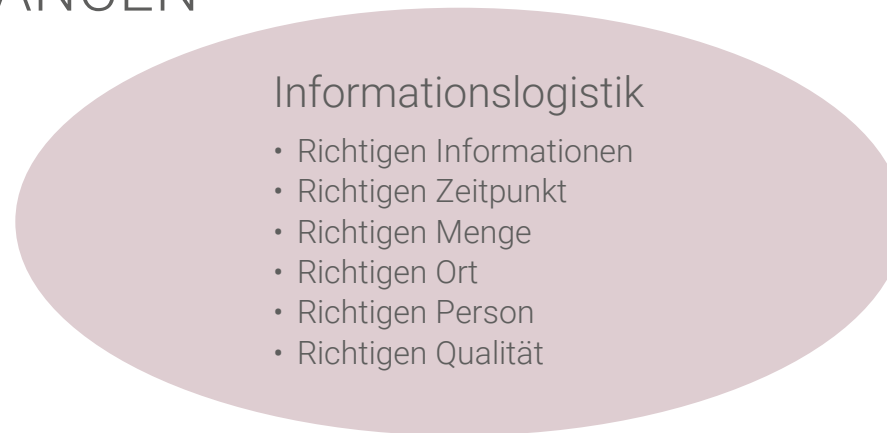 Informationslogistik
• Richtigen Informationen
• Richtigen Zeitpunkt
• Richtigen Menge
• Richtigen Ort
• Richtigen Person
• Richtigen Qualität